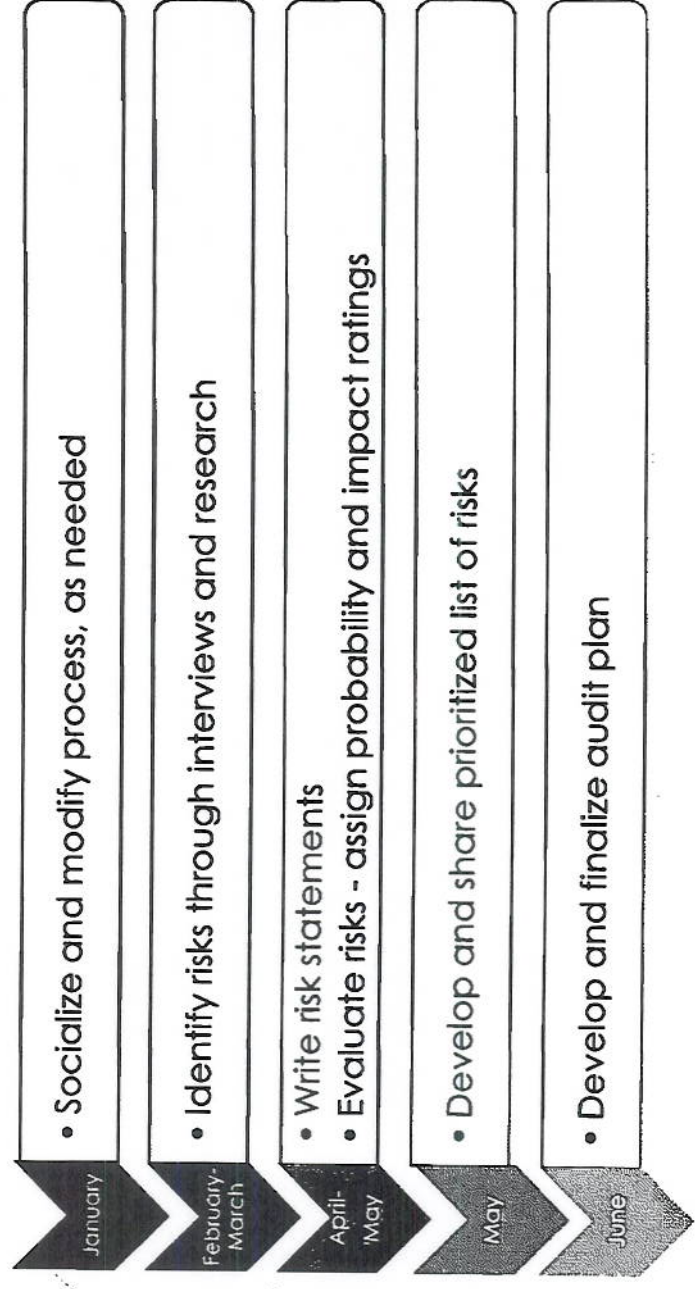 January
• Socialize and modify process, as needed
February-
March
• Identify risks through interviews and research
April-
May
• Write risk statements
• Evaluate risks - assign probability and impact ratings
May
• Develop and share prioritized list of risks
June
• Develop and finalize audit plan